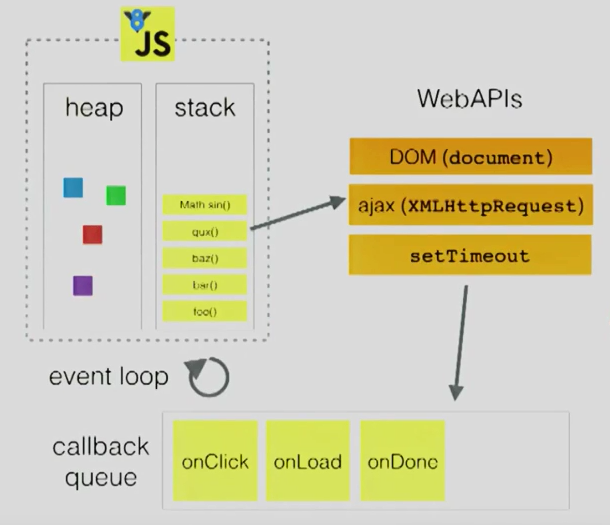 8
JS
heap
stack
Math sin()
qux()
baz()
bar()
foo()
WebAPIs
DOM (document)
ajax (XMLHttpRequest)
setTimeout
event loop
callback
queue
onClick
onLoad
onDone